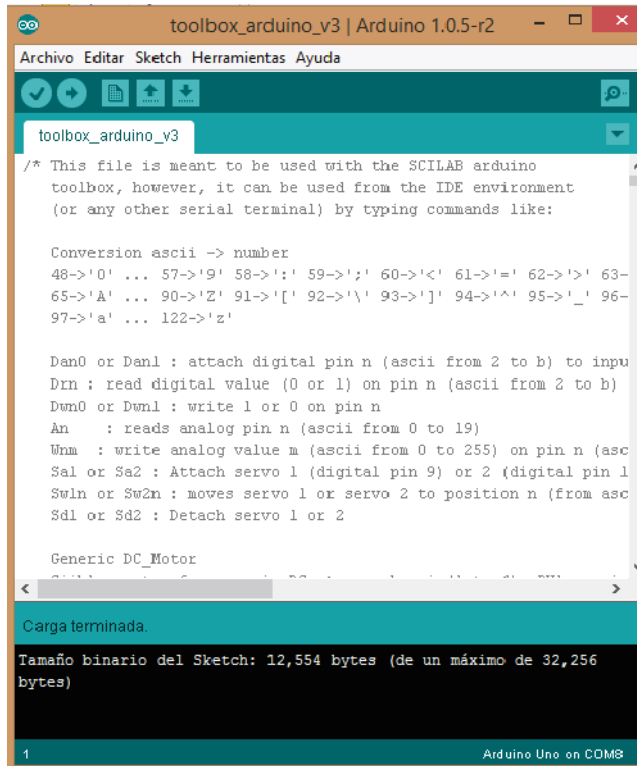 toolbox_arduino_v3 | Arduino 1.0.5-r2
Archivo Editar Sketch Herramientas Ayuda
toolbox_arduino_v3
/* This file is meant to be used with the SCILAB arduino
toolbox, however, it can be used from the IDE environment
(or any other serial terminal) by typing commands like:
Conversion ascii -> number
48->'0' ... 57->'9' 58->':' 59->';' 60->'<' 61->'=' 62->'>' 63-
65->'A' ... 90->'Z' 91->'[' 92->'\' 93->']' 94->'^' 95->'_' 96-
97->'a' ... 122->'z'
Dan0 or Dan1 : attach digital pin n (ascii from 2 to b) to inpu
Drn : read digital value (0 or 1) on pin n (ascii from 2 to b)
Dwn0 or Dwn1 : write 1 or 0 on pin n
An : reads analog pin n (ascii from 0 to 19)
Wnm : write analog value m (ascii from 0 to 255) on pin n (asc
Sa1 or Sa2 : Attach servo 1 (digital pin 9) or 2 (digital pin 1
Sw1n or Sw2n : moves servo 1 or servo 2 to position n (from asc
Sd1 or Sd2 : Detach servo 1 or 2
Generic DC_Motor
Carga terminada.
Tamaño binario del Sketch: 12,554 bytes (de un máximo de 32,256
bytes)
1
Arduino Uno on COM8